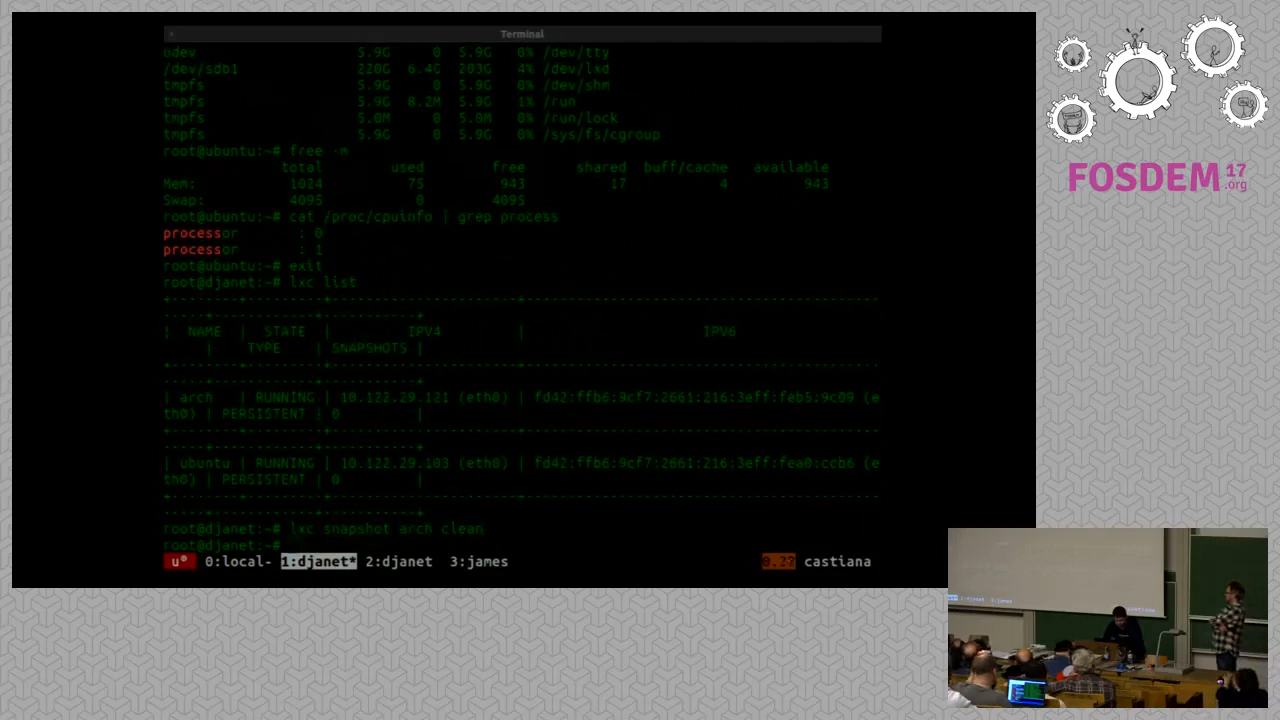 Terminal
udev 5.9G 0 5.9G 0% /dev/tty
/dev/sdb1 220G 6.4G 203G 4% /dev/lxd
tmpfs 5.9G 0 5.9G 0% /dev/shm
tmpfs 5.9G 8.2M 5.9G 1% /run
tmpfs 5.0M 0 5.0M 0% /run/lock
tmpfs 5.9G 0 5.9G 0% /sys/fs/cgroup
root@ubuntu:~# free -m
total used free shared buff/cache available
Mem: 1024 75 943 17 4 943
Swap: 4095 0 4095
root@ubuntu:~# cat /proc/cpuinfo | grep process
processor : 0
processor : 1
root@ubuntu:~# exit
root@djanet:~# lxc list
| NAME | STATE | IPV4 | IPV6
| TYPE | SNAPSHOTS |
| arch | RUNNING | 10.122.29.121 (eth0) | fd42:ffb6:9cf7:2661:216:3eff:feb5:9c09 (e
th0) | PERSISTENT | 0 |
| ubuntu | RUNNING | 10.122.29.103 (eth0) | fd42:ffb6:9cf7:2661:216:3eff:fea0:ccb6 (e
th0) | PERSISTENT | 0 |
root@djanet:~# lxc snapshot arch clean
root@djanet:~#
u® 0:local- 1:djanet* 2:djanet 3:james 0.27 castiana
FOSDEM 17 .org